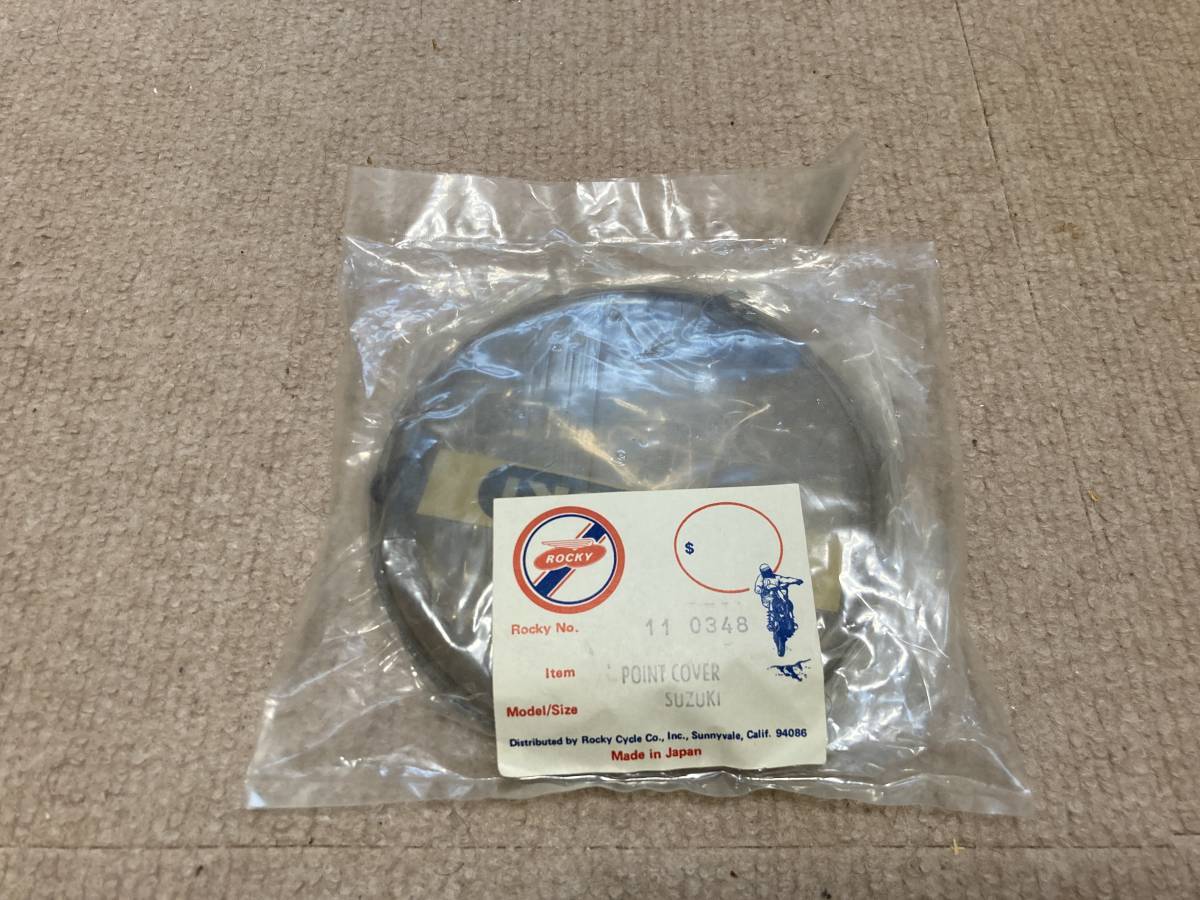 ROCKY
$
Rocky No. 11 0348
Item POINT COVER
SUZUKI
Model/Size
Distributed by Rocky Cycle Co., Inc., Sunnyvale, Calif. 94086
Made in Japan